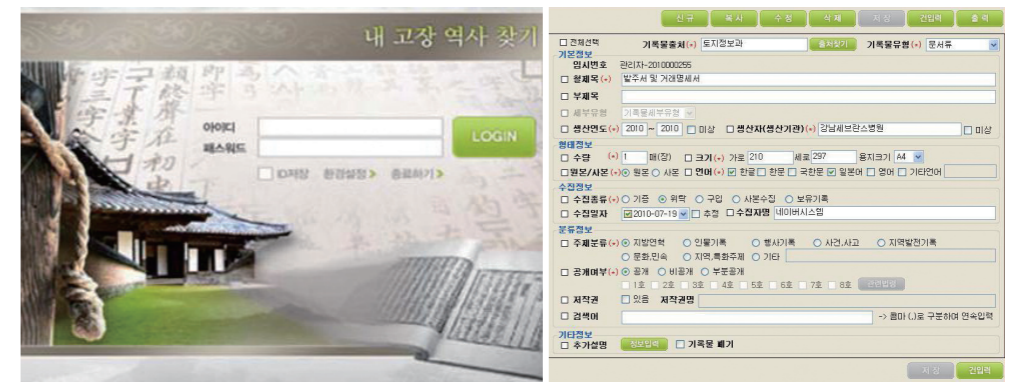 내 고장 역사 찾기
아이디
패스워드
LOGIN
ID저장 환경설정 > 종료하기 >
신 규 복 사 수 정 삭 제 저 장 건입력 출 력
전체선택 기록물출처(*) 토지정보과 출처찾기 기록물유형(*) 문서류
기본정보
임시번호 관리자-2010000255
철제목(*) 발주서 및 거래명세서
부제목
세부유형 기록물세부유형
생산연도(*) 2010 ~ 2010 미상 생산자(생산기관)(*) 강남세브란스병원 미상
형태정보
수량 (*) 1 매(장) 크기(*) 가로 210 세로 297 용지크기 A4
원본/사본(*) 원본 사본 언어(*) 한글 한문 국한문 일본어 영어 기타언어
수집정보
수집종류(*) 기증 위탁 구입 사본수집 보유기록
수집일자 2010-07-19 추정 수집자명 네이버시스템
분류정보
주제분류(*) 지방연혁 인물기록 행사기록 사건,사고 지역발전기록
문화,민속 지역,특화주제 기타
공개여부(*) 공개 비공개 부분공개
1호 2호 3호 4호 5호 6호 7호 8호 관련법령
저작권 있음 저작권명
검색어 -> 콤마(,)로 구분하여 연속입력
기타정보
추가설명 정보입력 기록물 폐기
저 장 건입력